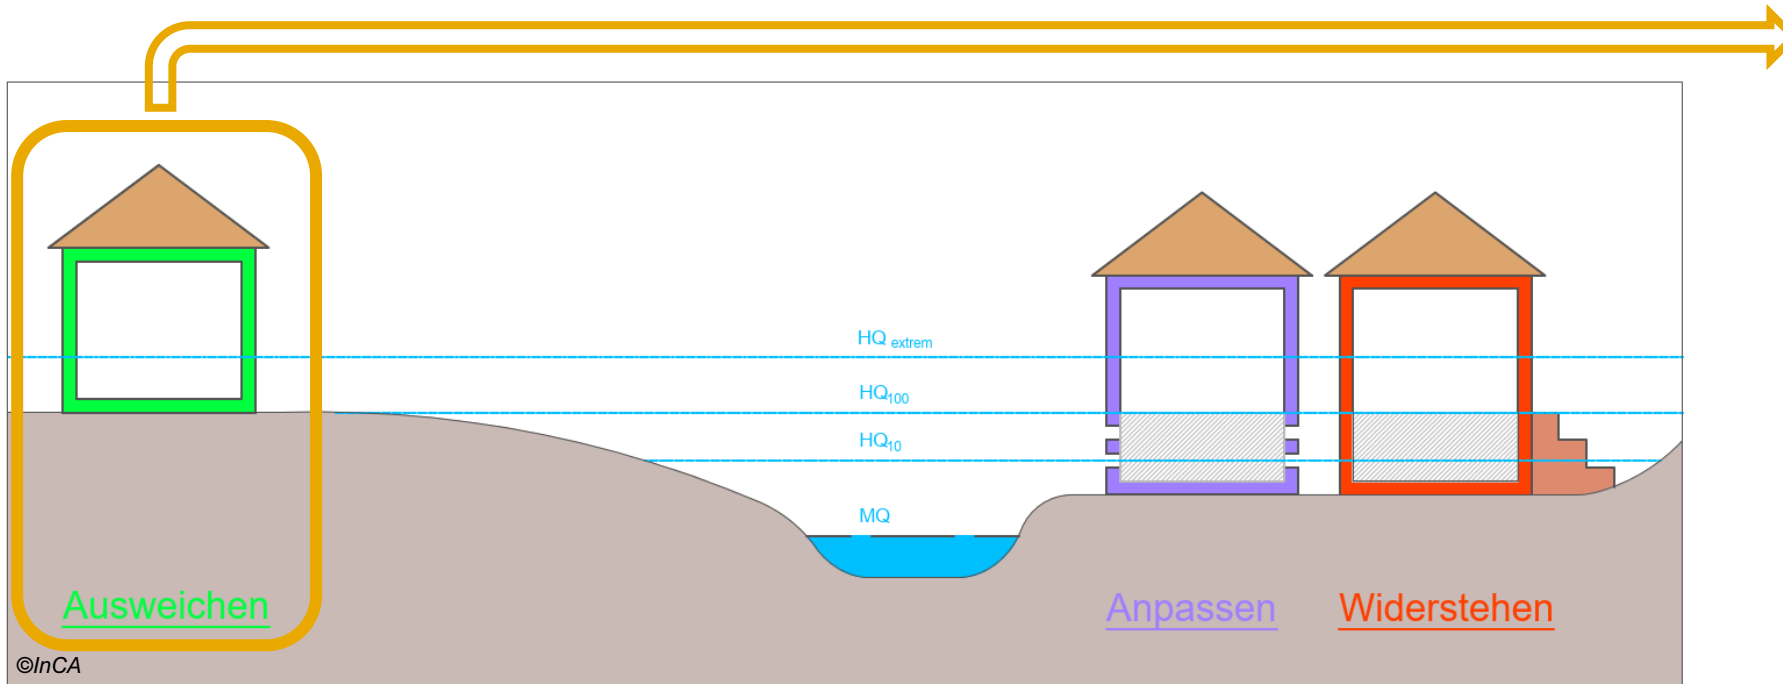 HQ extrem
HQ100
HQ10
MQ
Ausweichen
Anpassen
Widerstehen
©InCA